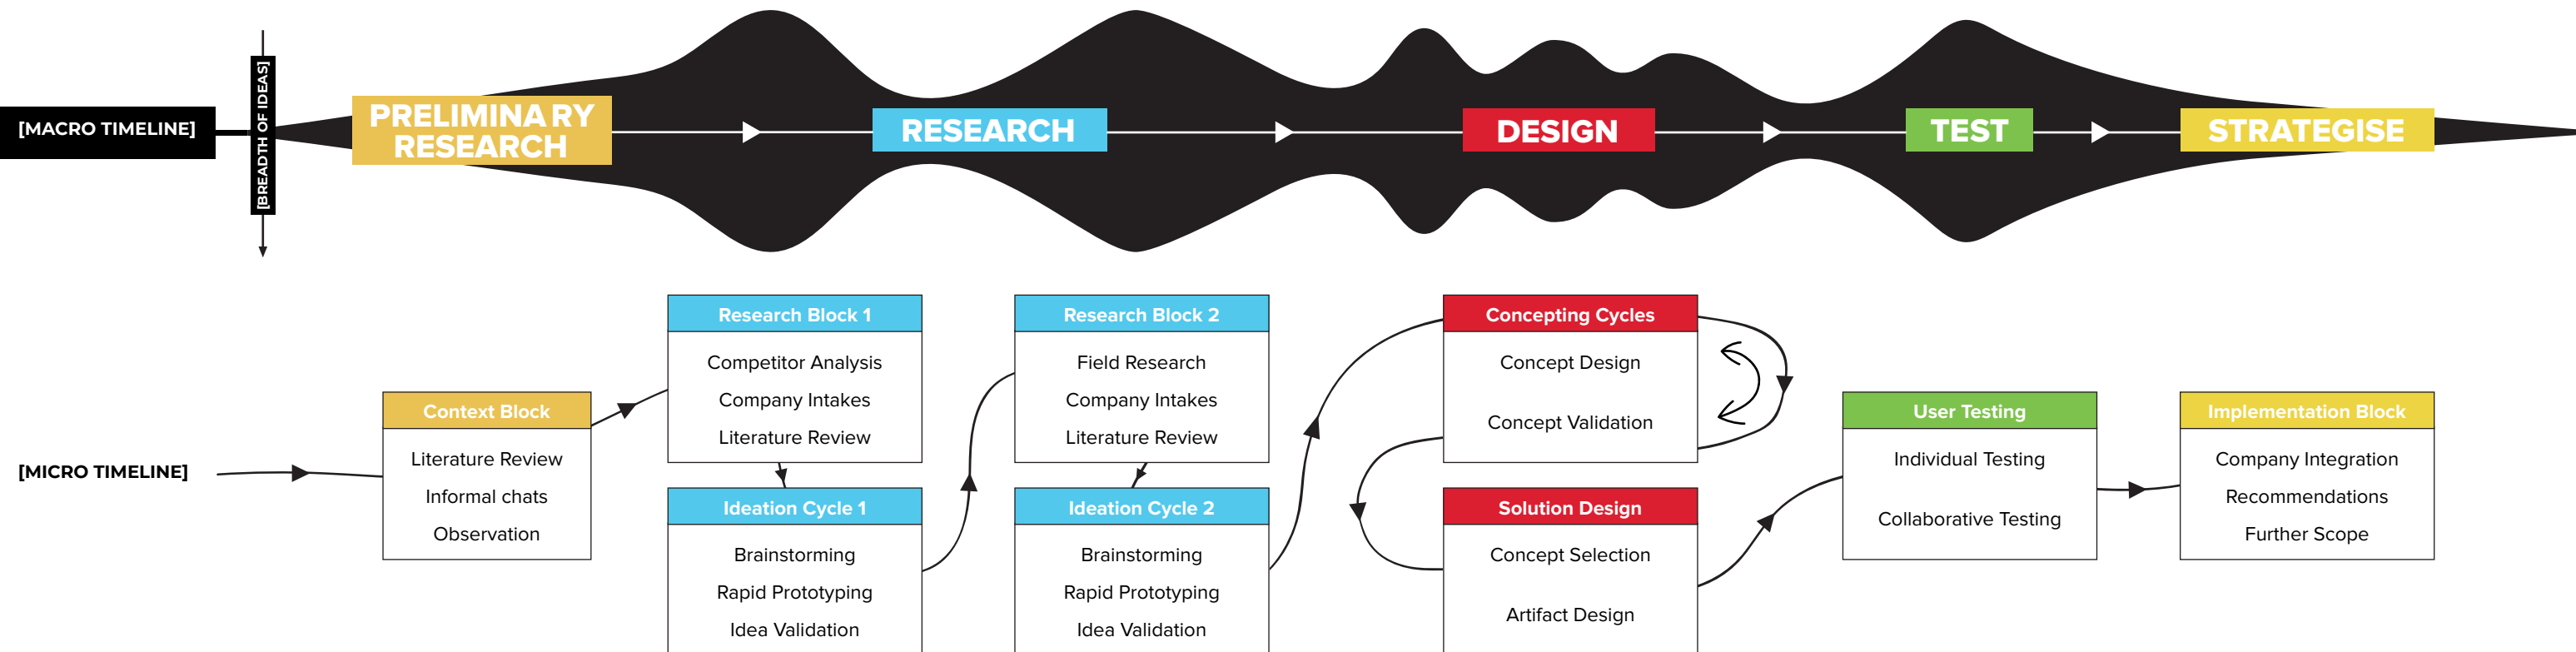 [MACRO TIMELINE]
[BREADTH OF IDEAS]
PRELIMINARY
RESEARCH
RESEARCH
DESIGN
TEST
STRATEGISE
[MICRO TIMELINE]
Context Block
Literature Review
Informal chats
Observation
Research Block 1
Competitor Analysis
Company Intakes
Literature Review
Ideation Cycle 1
Brainstorming
Rapid Prototyping
Idea Validation
Research Block 2
Field Research
Company Intakes
Literature Review
Ideation Cycle 2
Brainstorming
Rapid Prototyping
Idea Validation
Concepting Cycles
Concept Design
Concept Validation
Solution Design
Concept Selection
Artifact Design
User Testing
Individual Testing
Collaborative Testing
Implementation Block
Company Integration
Recommendations
Further Scope